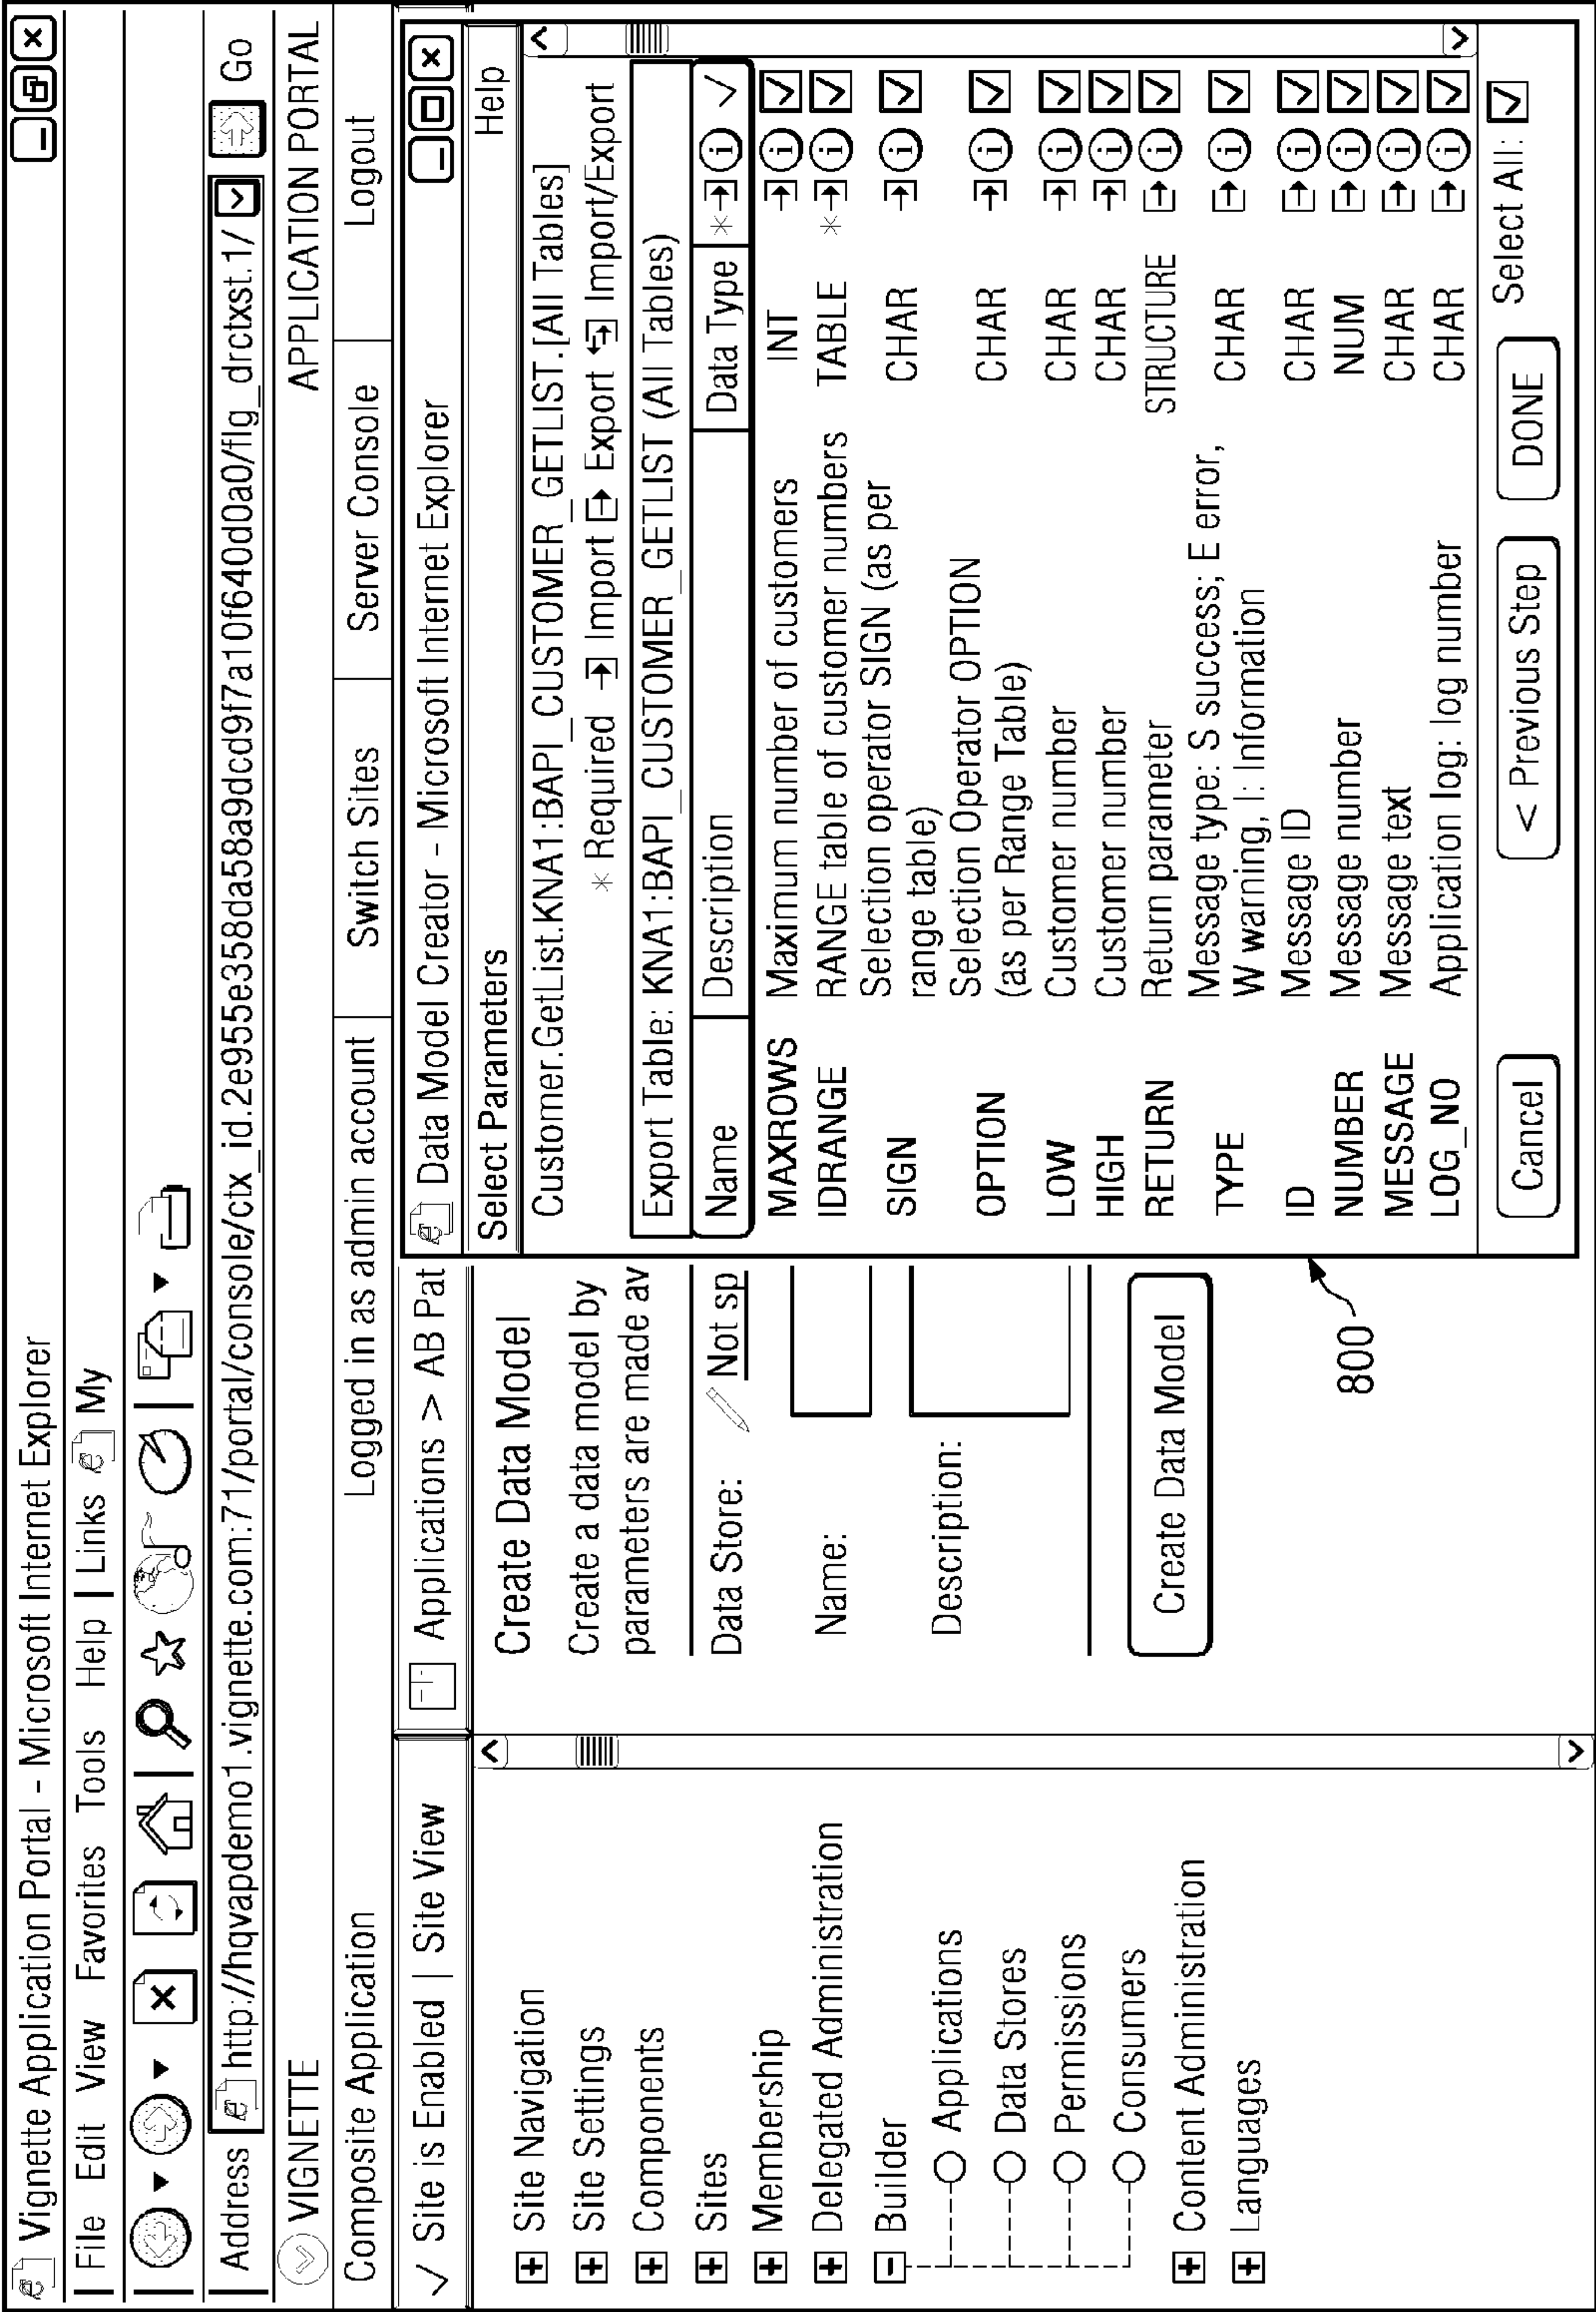 Vignette Application Portal - Microsoft Internet Explorer
File Edit View Favorites Tools Help | Links My
Address http://hqvapdemo1.vignette.com:71/portal/console/ctx_id.2e955e358da58a9dcd9f7a10f640d0a0/flg_drctxst.1/ Go
VIGNETTE APPLICATION PORTAL
Composite Application Logged in as admin account Switch Sites Server Console Logout
Site is Enabled | Site View
Site Navigation
Site Settings
Components
Sites
Membership
Delegated Administration
Builder
Applications
Data Stores
Permissions
Consumers
Content Administration
Languages
Applications > AB Pat
Create Data Model
Create a data model by
parameters are made av
Data Store: Not sp
Name:
Description:
Create Data Model
800
Data Model Creator - Microsoft Internet Explorer
Select Parameters Help
Customer.GetList.KNA1:BAPI_CUSTOMER_GETLIST.[All Tables]
* Required Import Export Import/Export
Export Table: KNA1:BAPI_CUSTOMER_GETLIST (All Tables)
Name Description Data Type * i
MAXROWS Maximum number of customers INT i
IDRANGE RANGE table of customer numbers TABLE * i
SIGN Selection operator SIGN (as per CHAR i
range table)
OPTION Selection Operator OPTION CHAR i
(as per Range Table)
LOW Customer number CHAR i
HIGH Customer number CHAR i
RETURN Return parameter STRUCTURE i
TYPE Message type: S success; E error, CHAR i
W warning, I: Information
ID Message ID CHAR i
NUMBER Message number NUM i
MESSAGE Message text CHAR i
LOG_NO Application log: log number CHAR i
Cancel < Previous Step DONE Select All: